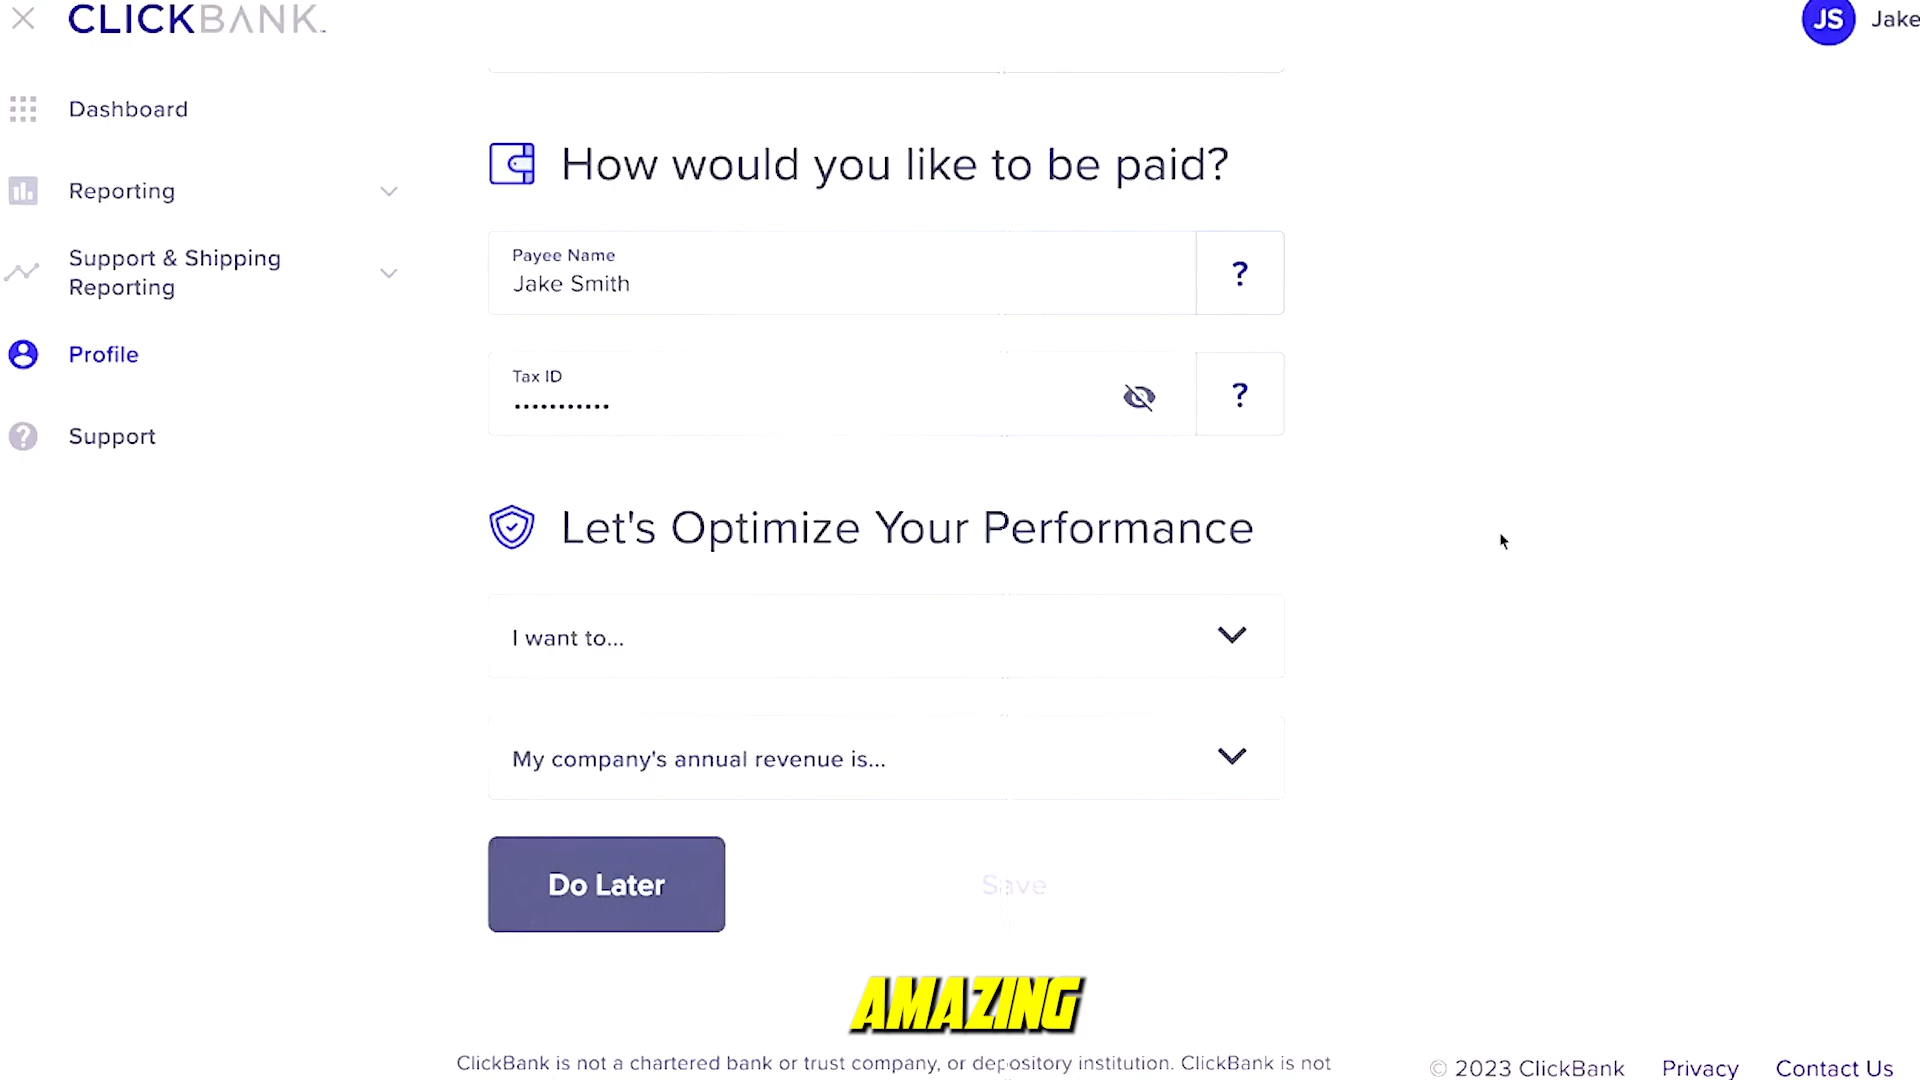 CLICKBANK
JS Jake
Dashboard
Reporting
Support & Shipping
Reporting
Profile
Support
How would you like to be paid?
Payee Name
Jake Smith
?
Tax ID
•••••••••••
?
Let's Optimize Your Performance
I want to...
My company's annual revenue is...
Do Later
Save
AMAZING
ClickBank is not a chartered bank or trust company, or depository institution. ClickBank is not
© 2023 ClickBank Privacy Contact Us